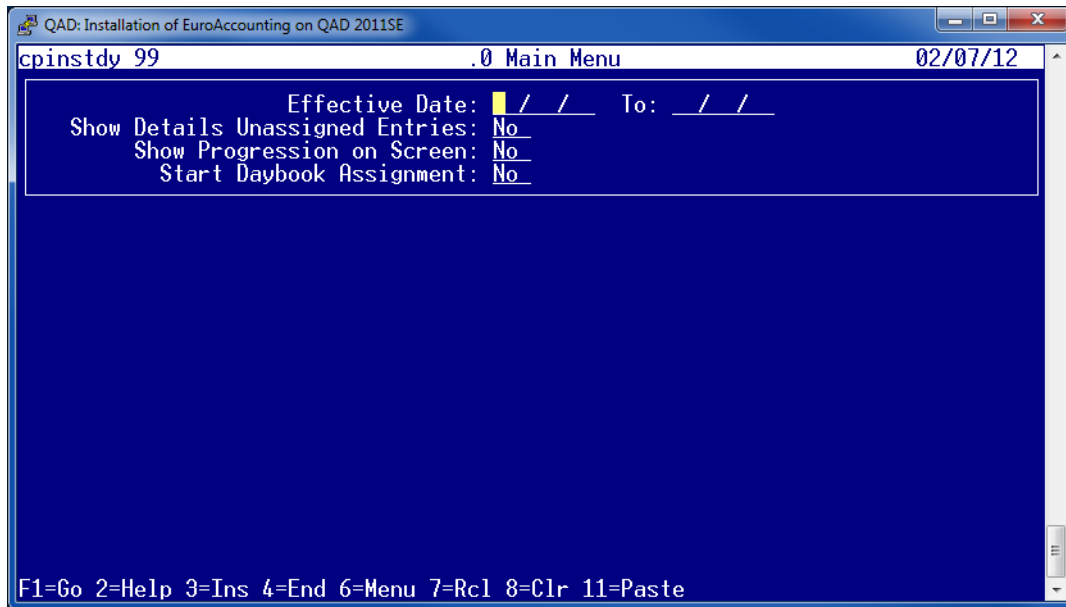 QAD: Installation of EuroAccounting on QAD 2011SE
cpinstdy 99 .0 Main Menu 02/07/12
Effective Date: / / To: / /
Show Details Unassigned Entries: No
Show Progression on Screen: No
Start Daybook Assignment: No
F1=Go 2=Help 3=Ins 4=End 6=Menu 7=Rcl 8=Clr 11=Paste